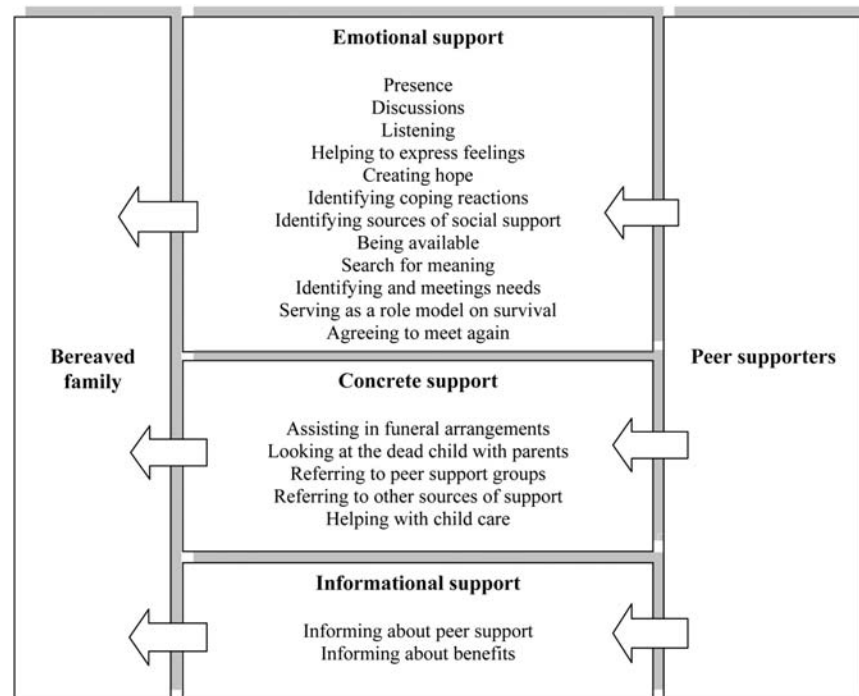 Emotional support
Presence
Discussions
Listening
Helping to express feelings
Creating hope
Identifying coping reactions
Identifying sources of social support
Being available
Search for meaning
Identifying and meetings needs
Serving as a role model on survival
Agreeing to meet again
Bereaved
family
Peer supporters
Concrete support
Assisting in funeral arrangements
Looking at the dead child with parents
Referring to peer support groups
Referring to other sources of support
Helping with child care
Informational support
Informing about peer support
Informing about benefits